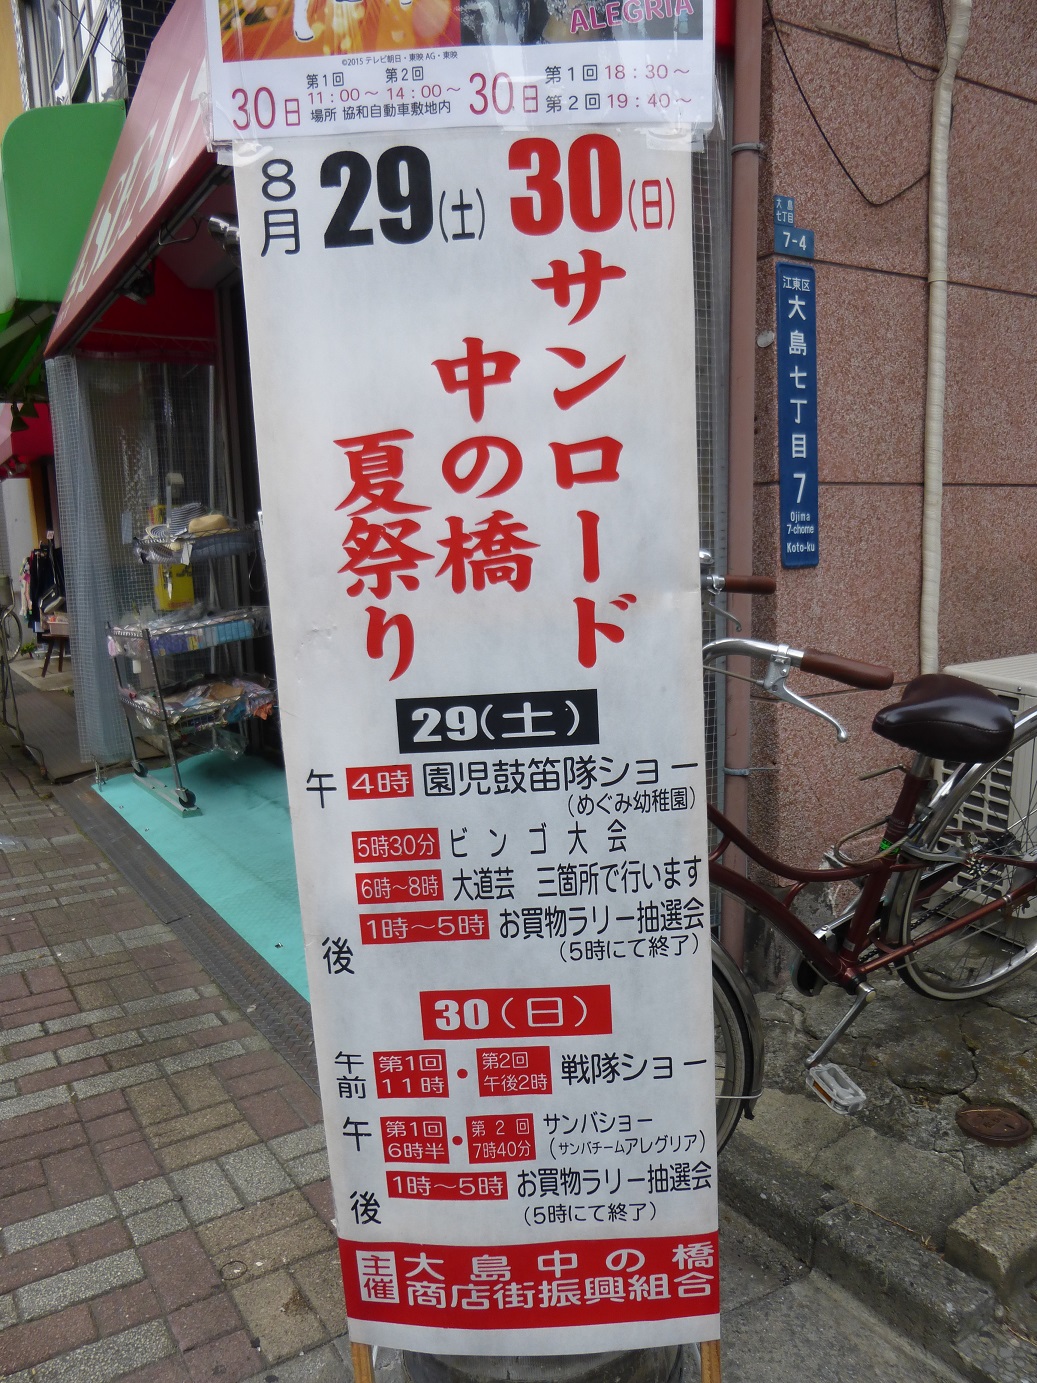 ALEGRIA
©2015 テレビ朝日・東映 AG・東映
30日
第1回 第2回
11:00～ 14:00～
場所 協和自動車敷地内
30日
第1回 18:30～
第2回 19:40～
8月
29(土)
30(日)
サンロード
中の橋
夏祭り
29(土)
午後
4時 園児鼓笛隊ショー
(めぐみ幼稚園)
5時30分 ビンゴ大会
6時～8時 大道芸 三箇所で行います
1時～5時 お買物ラリー抽選会
(5時にて終了)
30(日)
午前 第1回 11時・第2回 午後2時 戦隊ショー
午後
第1回 6時半・第2回 7時40分 サンバショー
(サンバチームアレグリア)
1時～5時 お買物ラリー抽選会
(5時にて終了)
主催 大島中の橋
商店街振興組合
大島
七丁目
7-4
江東区
大島七丁目
7
Ojima
7-chome
Koto-ku